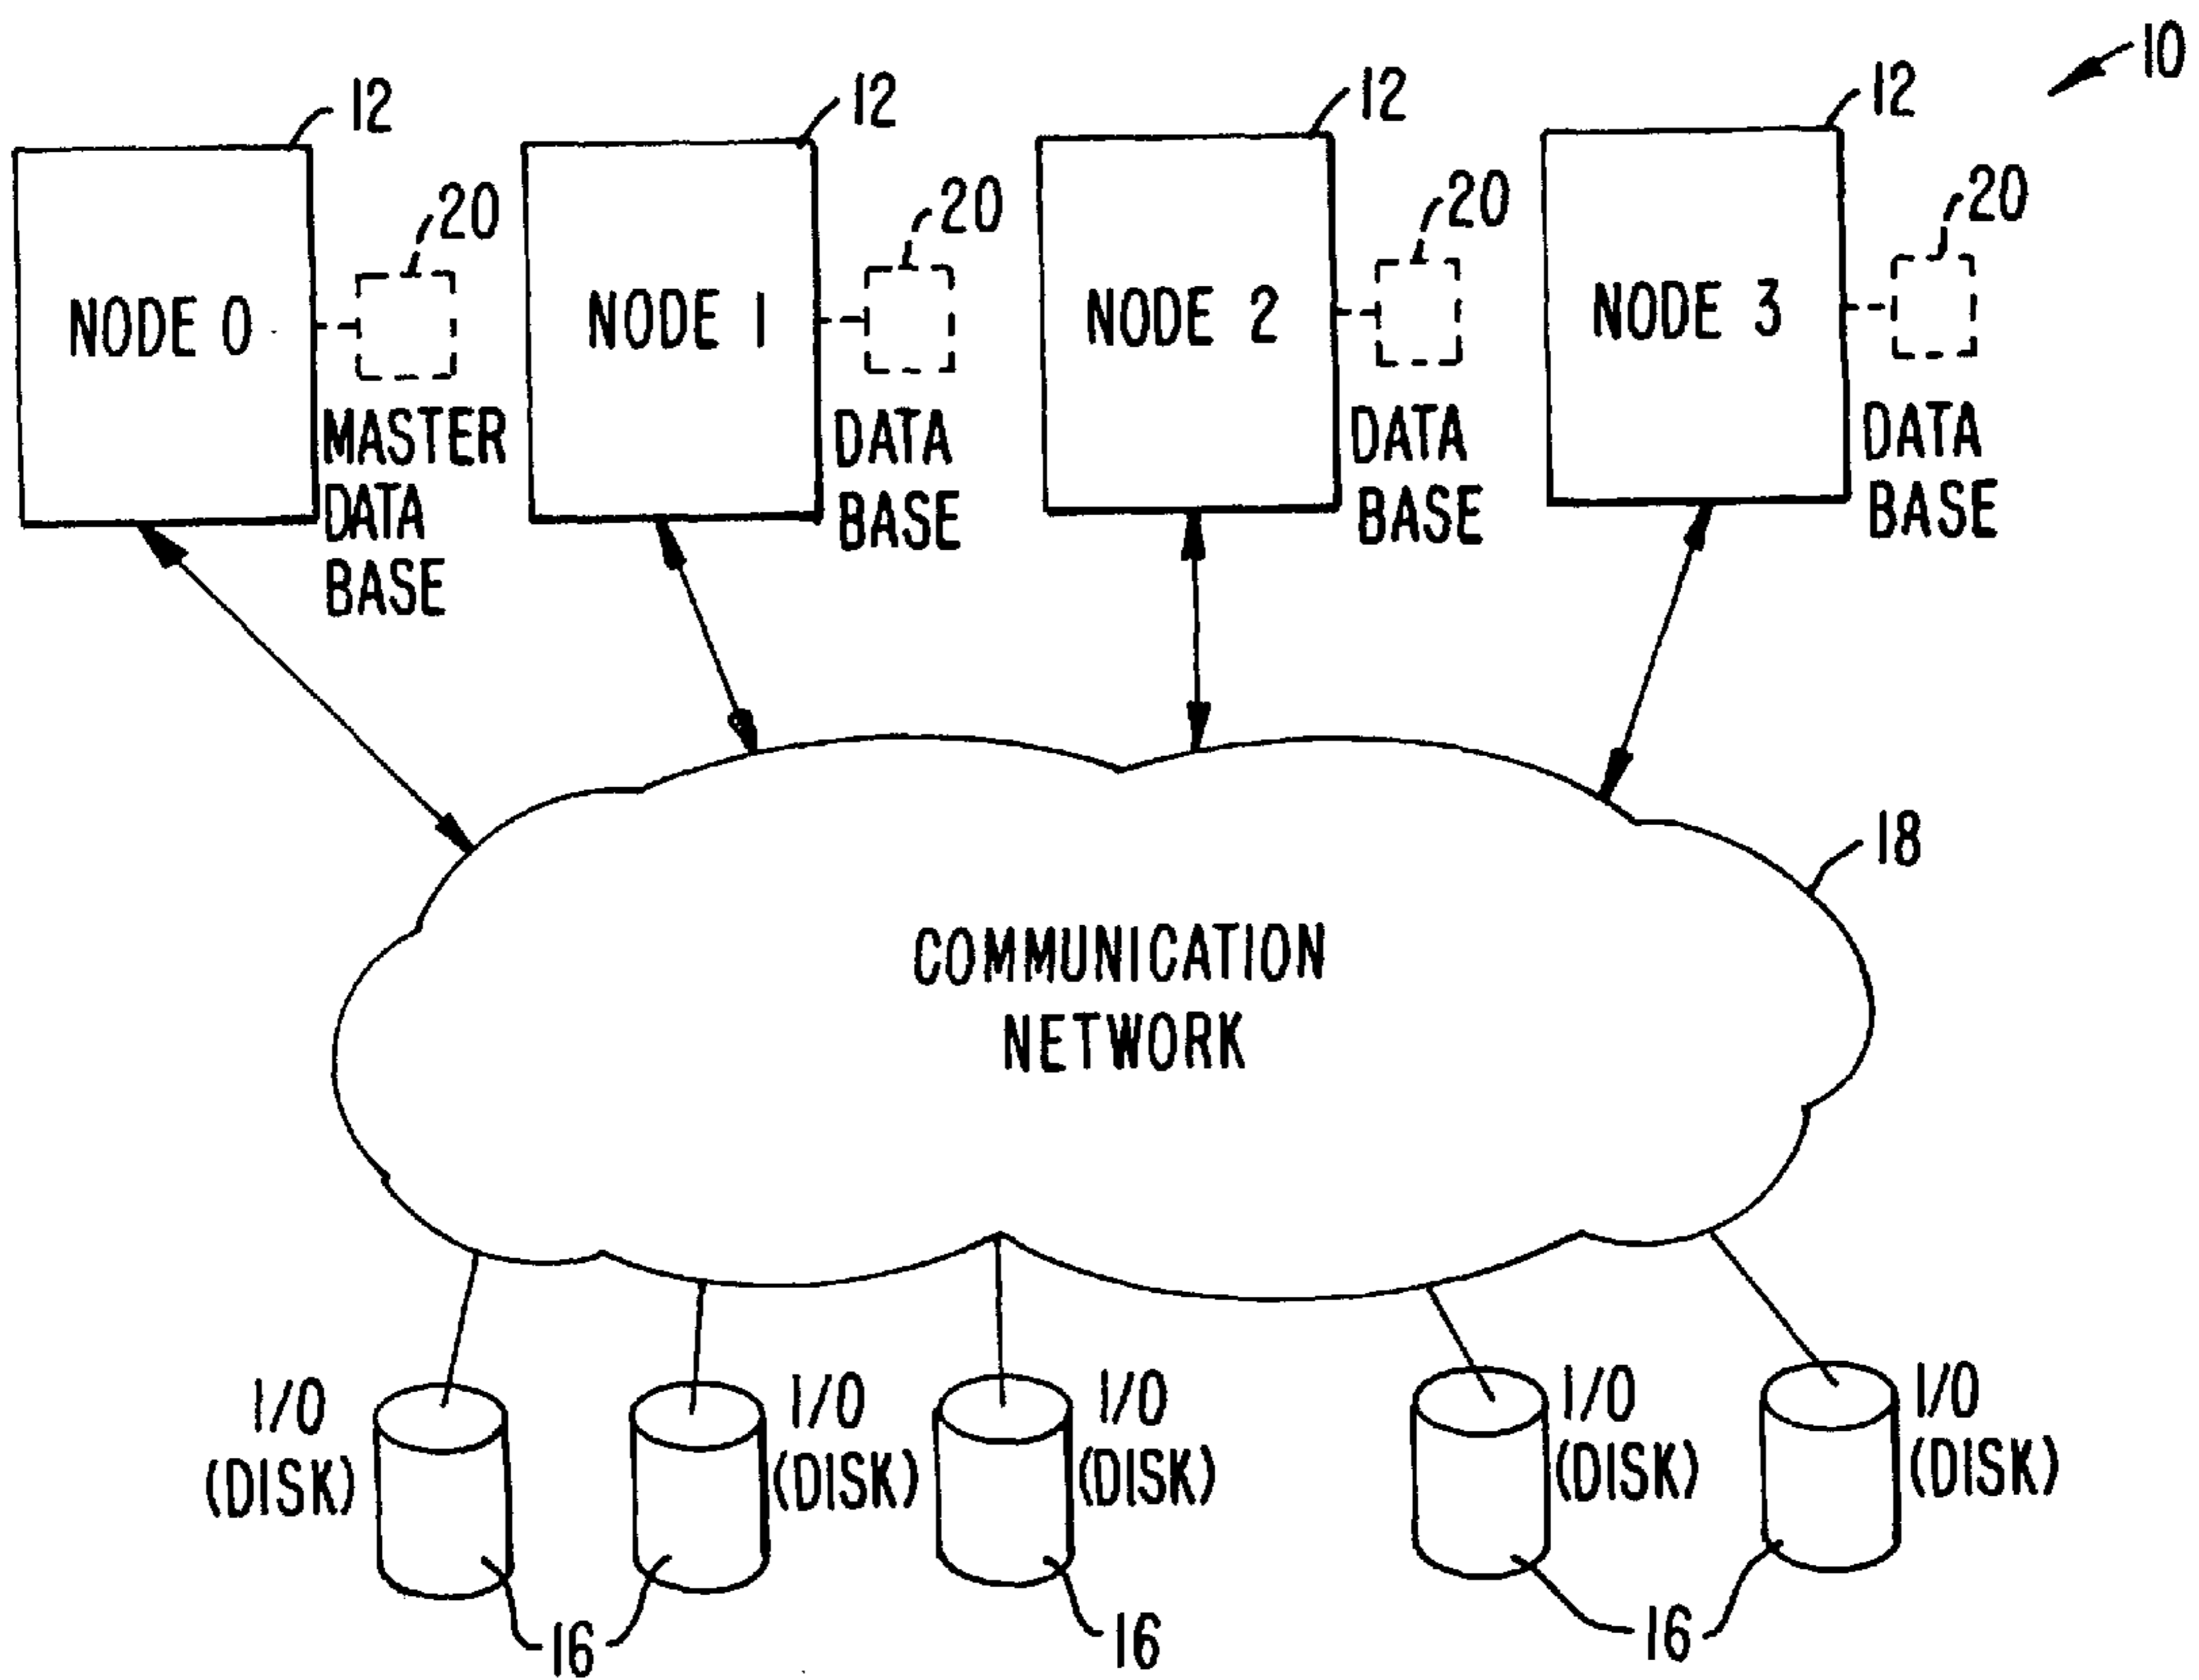 10
12
12
12
12
20
20
20
20
NODE 0
NODE 1
NODE 2
NODE 3
MASTER
DATA
BASE
DATA
BASE
DATA
BASE
DATA
BASE
18
COMMUNICATION
NETWORK
I/O
(DISK)
I/O
(DISK)
I/O
(DISK)
I/O
(DISK)
I/O
(DISK)
16
16
16